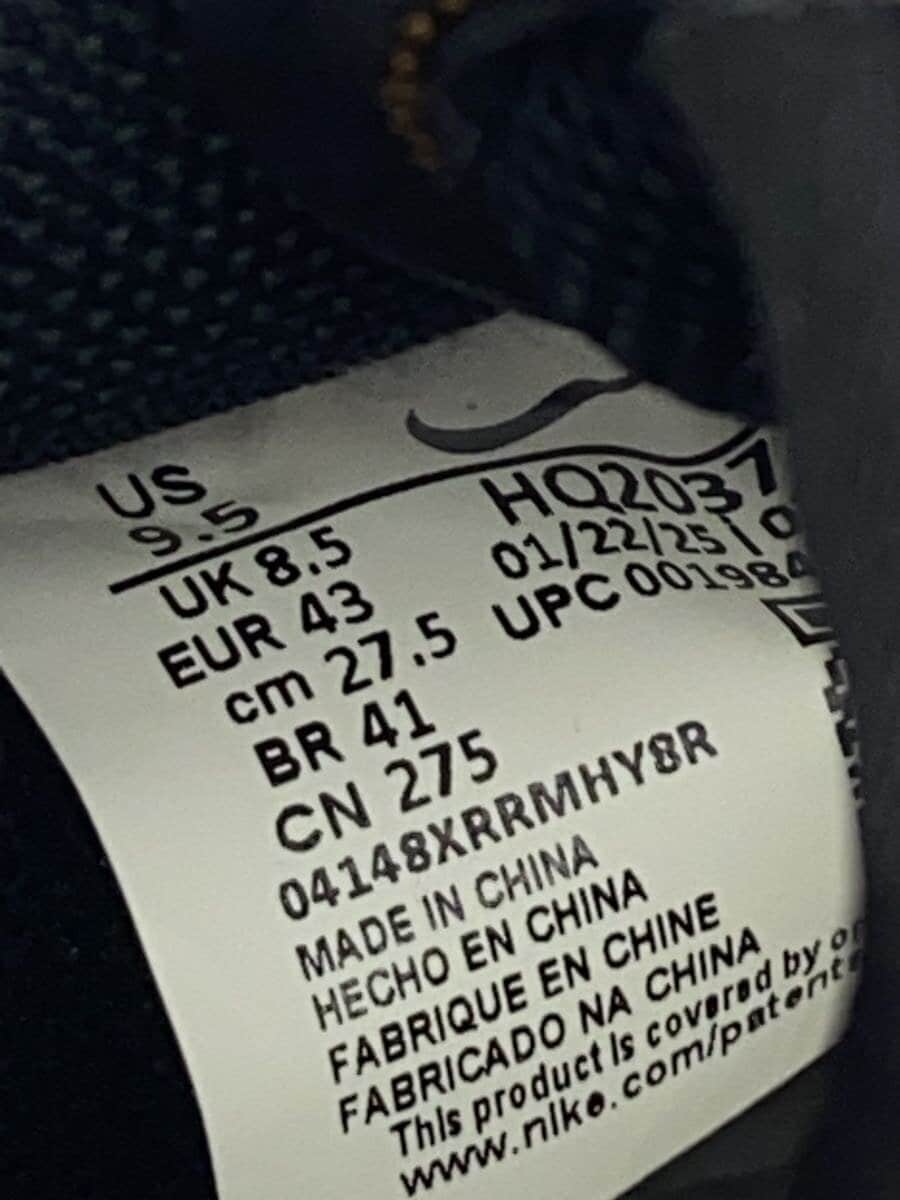 US
9.5
UK 8.5
EUR 43
cm 27.5
BR 41
CN 275
HQ2037
01/22/25 | 0
UPC 001984
04148XRRMHY8R
MADE IN CHINA
HECHO EN CHINA
FABRIQUE EN CHINE
FABRICADO NA CHINA
This product is covered by
www.nike.com/patents